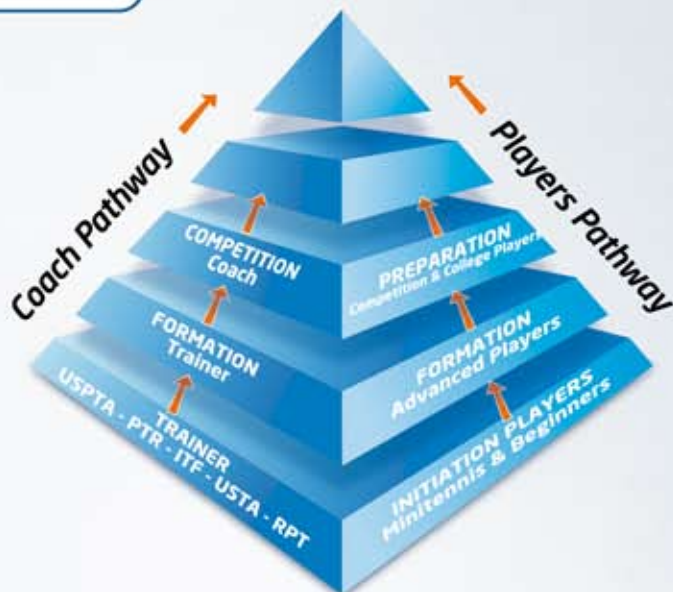 Coach Pathway
Players Pathway
COMPETITION
Coach
PREPARATION
Competition & College Players
FORMATION
Trainer
FORMATION
Advanced Players
TRAINER
USPTA - PTR - ITF - USTA - RPT
INITIATION PLAYERS
Minitennis & Beginners